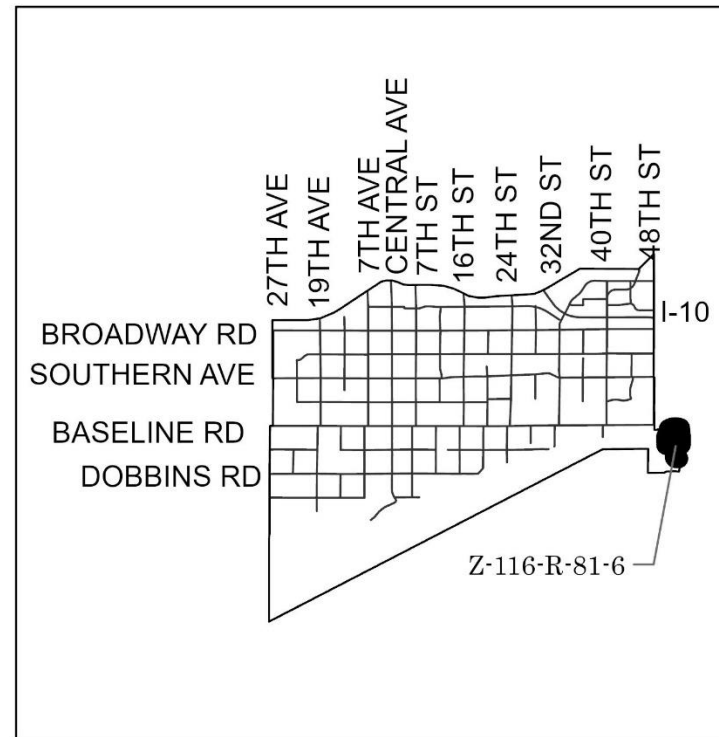 27TH AVE
19TH AVE
7TH AVE
CENTRAL AVE
7TH ST
16TH ST
24TH ST
32ND ST
40TH ST
48TH ST
I-10
BROADWAY RD
SOUTHERN AVE
BASELINE RD
DOBBINS RD
Z-116-R-81-6